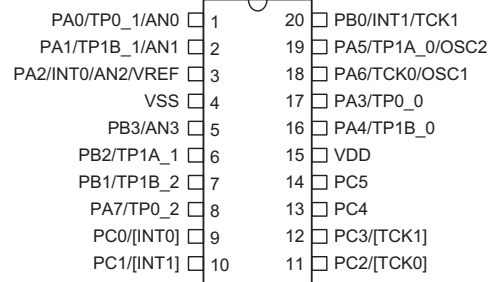 PA0/TP0_1/AN0 1 20 PB0/INT1/TCK1
PA1/TP1B_1/AN1 2 19 PA5/TP1A_0/OSC2
PA2/INT0/AN2/VREF 3 18 PA6/TCK0/OSC1
VSS 4 17 PA3/TP0_0
PB3/AN3 5 16 PA4/TP1B_0
PB2/TP1A_1 6 15 VDD
PB1/TP1B_2 7 14 PC5
PA7/TP0_2 8 13 PC4
PC0/[INT0] 9 12 PC3/[TCK1]
PC1/[INT1] 10 11 PC2/[TCK0]